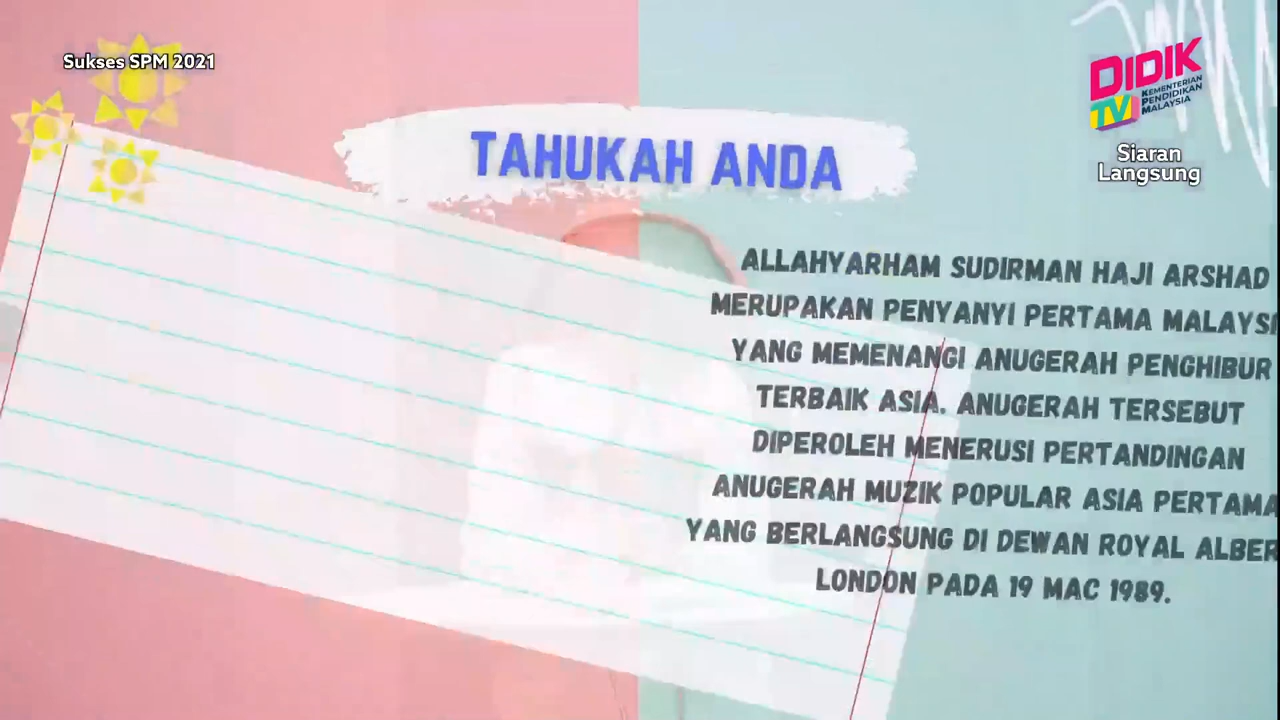 Sukses SPM 2021
DIDIK
TV
KEMENTERIAN
PENDIDIKAN
MALAYSIA
Siaran
Langsung
TAHUKAH ANDA
ALLAHYARHAM SUDIRMAN HAJI ARSHAD
MERUPAKAN PENYANYI PERTAMA MALAYSI
YANG MEMENANGI ANUGERAH PENGHIBUR
TERBAIK ASIA. ANUGERAH TERSEBUT
DIPEROLEH MENERUSI PERTANDINGAN
ANUGERAH MUZIK POPULAR ASIA PERTAMA
YANG BERLANGSUNG DI DEWAN ROYAL ALBER
LONDON PADA 19 MAC 1989.